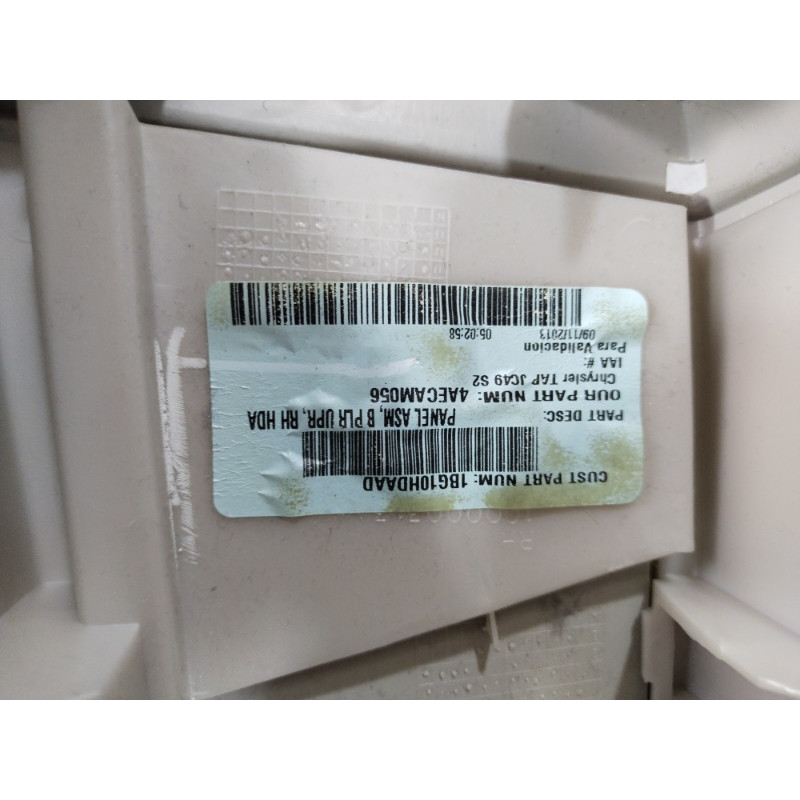 CUST PART NUM: 1BG10HDAAD
PART DESC: PANEL ASM, B PLR UPR, RH HDA
OUR PART NUM: 4AECAM056
Chrysler TAP JC49 S2
IAA #:
Para Validacion
09/11/2013 05:02:58